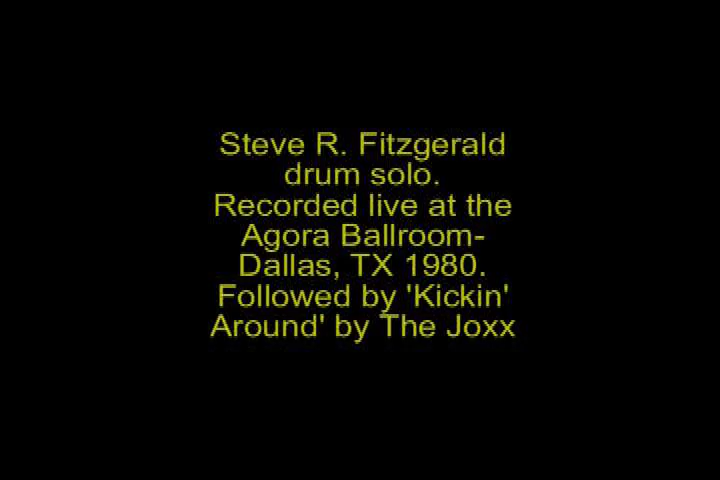 Steve R. Fitzgerald
drum solo.
Recorded live at the
Agora Ballroom-
Dallas, TX 1980.
Followed by 'Kickin'
Around' by The Joxx